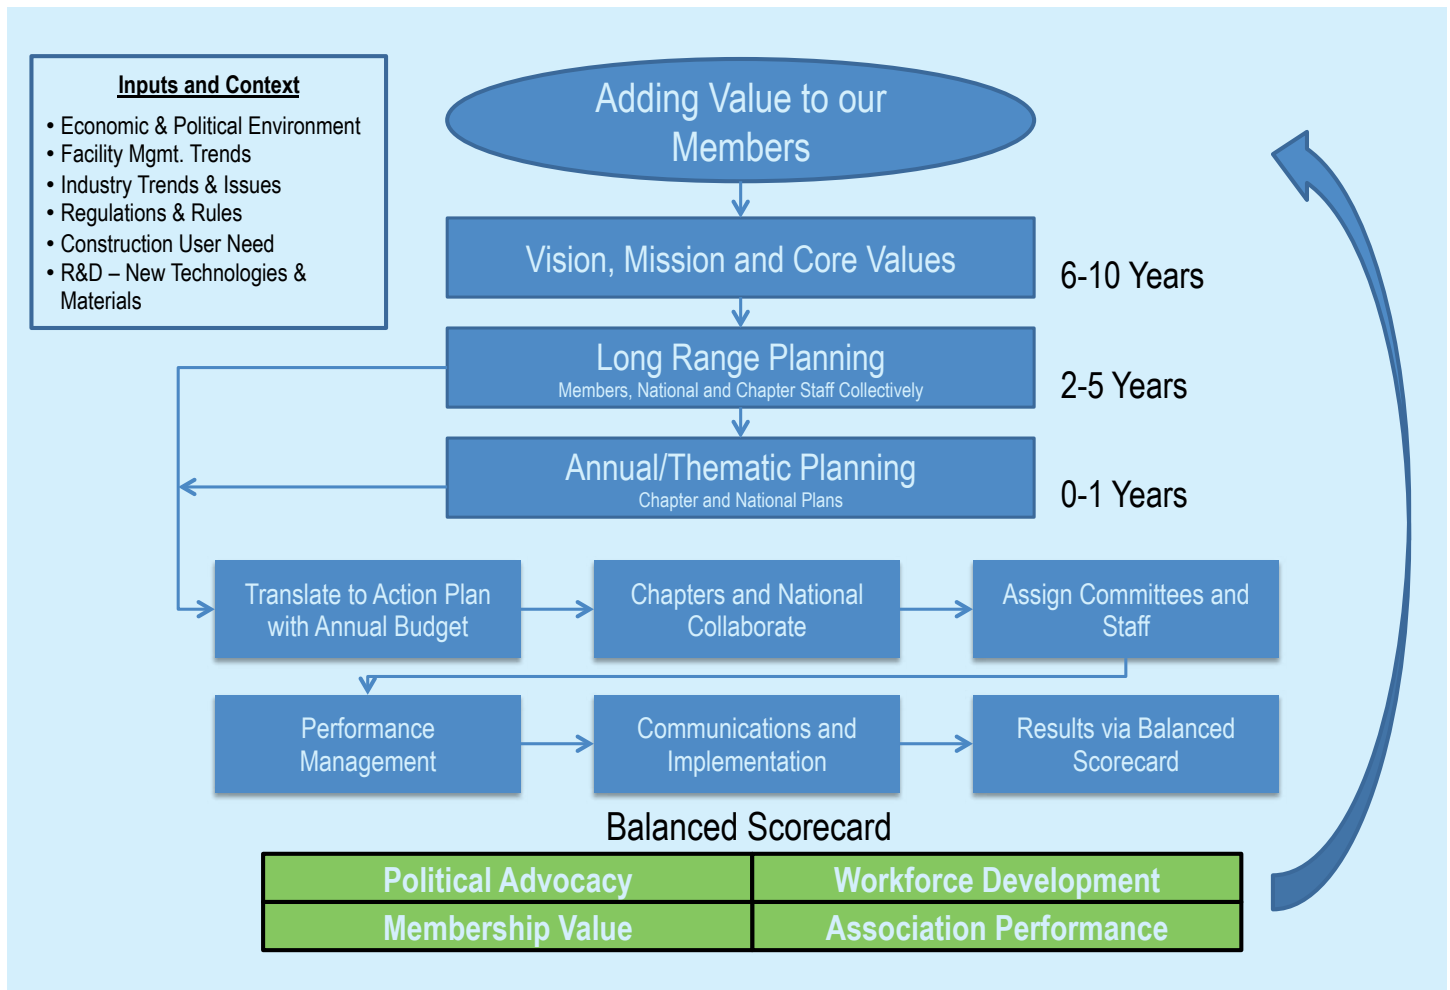 Inputs and Context
• Economic & Political Environment
• Facility Mgmt. Trends
• Industry Trends & Issues
• Regulations & Rules
• Construction User Need
• R&D – New Technologies &
Materials
Adding Value to our
Members
Vision, Mission and Core Values
6-10 Years
Long Range Planning
Members, National and Chapter Staff Collectively
2-5 Years
Annual/Thematic Planning
Chapter and National Plans
0-1 Years
Translate to Action Plan
with Annual Budget
Chapters and National
Collaborate
Assign Committees and
Staff
Performance
Management
Communications and
Implementation
Results via Balanced
Scorecard
Balanced Scorecard
Political Advocacy
Workforce Development
Membership Value
Association Performance